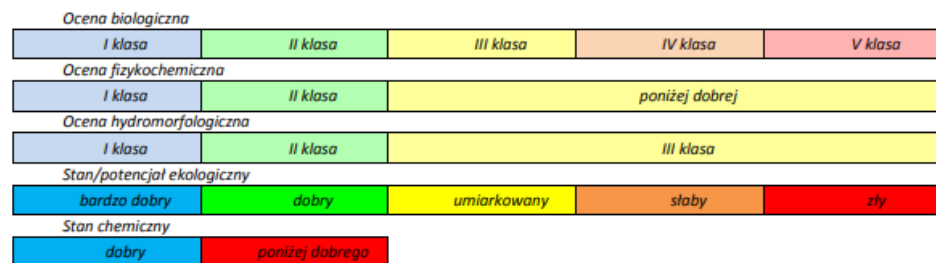 Ocena biologiczna
I klasa II klasa III klasa IV klasa V klasa
Ocena fizykochemiczna
I klasa II klasa poniżej dobrej
Ocena hydromorfologiczna
I klasa II klasa III klasa
Stan/potencjał ekologiczny
bardzo dobry dobry umiarkowany słaby zły
Stan chemiczny
dobry poniżej dobrego